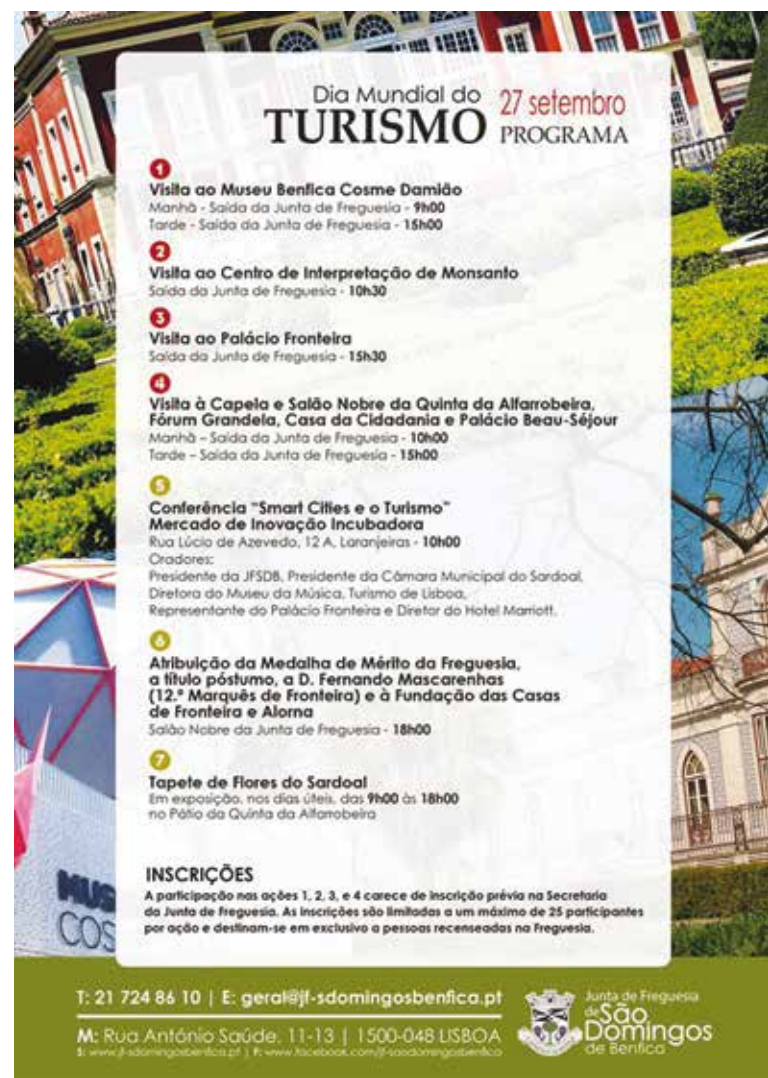 Dia Mundial do
TURISMO
27 setembro
PROGRAMA
1
Visita ao Museu Benfica Cosme Damião
Manhã - Saída da Junta de Freguesia - 9h00
Tarde - Saída da Junta de Freguesia - 15h00
2
Visita ao Centro de Interpretação de Monsanto
Saída da Junta de Freguesia - 10h30
3
Visita ao Palácio Fronteira
Saída da Junta de Freguesia - 15h30
4
Visita à Capela e Salão Nobre da Quinta da Alfarrobeira,
Fórum Grandela, Casa da Cidadania e Palácio Beau-Séjour
Manhã – Saída da Junta de Freguesia - 10h00
Tarde – Saída da Junta de Freguesia - 15h00
5
Conferência "Smart Cities e o Turismo"
Mercado de Inovação Incubadora
Rua Lúcio de Azevedo, 12 A, Laranjeiras - 10h00
Oradores:
Presidente da JFSDB, Presidente da Câmara Municipal do Sardoal,
Diretora do Museu da Música, Turismo de Lisboa,
Representante do Palácio Fronteira e Diretor do Hotel Marriott.
6
Atribuição da Medalha de Mérito da Freguesia,
a título póstumo, a D. Fernando Mascarenhas
(12.º Marquês de Fronteira) e à Fundação das Casas
de Fronteira e Alorna
Salão Nobre da Junta de Freguesia - 18h00
7
Tapete de Flores do Sardoal
Em exposição, nos dias úteis, das 9h00 às 18h00
no Pátio da Quinta da Alfarrobeira
INSCRIÇÕES
A participação nas ações 1, 2, 3, e 4 carece de inscrição prévia na Secretaria
da Junta de Freguesia. As inscrições são limitadas a um máximo de 25 participantes
por ação e destinam-se em exclusivo a pessoas recenseadas na Freguesia.
MUS
COS
T: 21 724 86 10 | E: geral@jf-sdomingosbenfica.pt
M: Rua António Saúde, 11-13 | 1500-048 LISBOA
S: www.jf-sdomingosbenfica.pt | F: www.facebook.com/jf-saodomingosbenfica
Junta de Freguesia
de São
Domingos
de Benfica